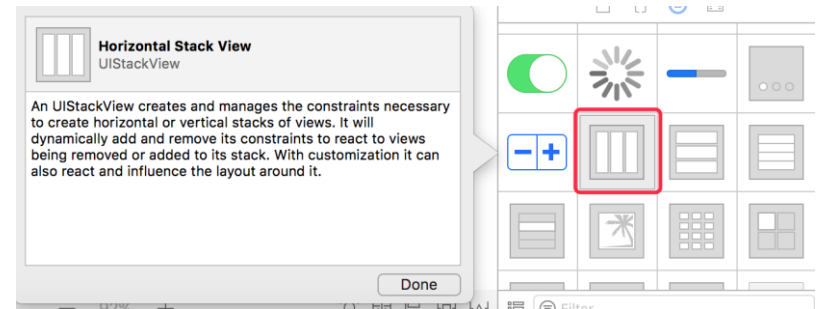 Horizontal Stack View
UIStackView
An UIStackView creates and manages the constraints necessary
to create horizontal or vertical stacks of views. It will
dynamically add and remove its constraints to react to views
being removed or added to its stack. With customization it can
also react and influence the layout around it.
Done
Filter